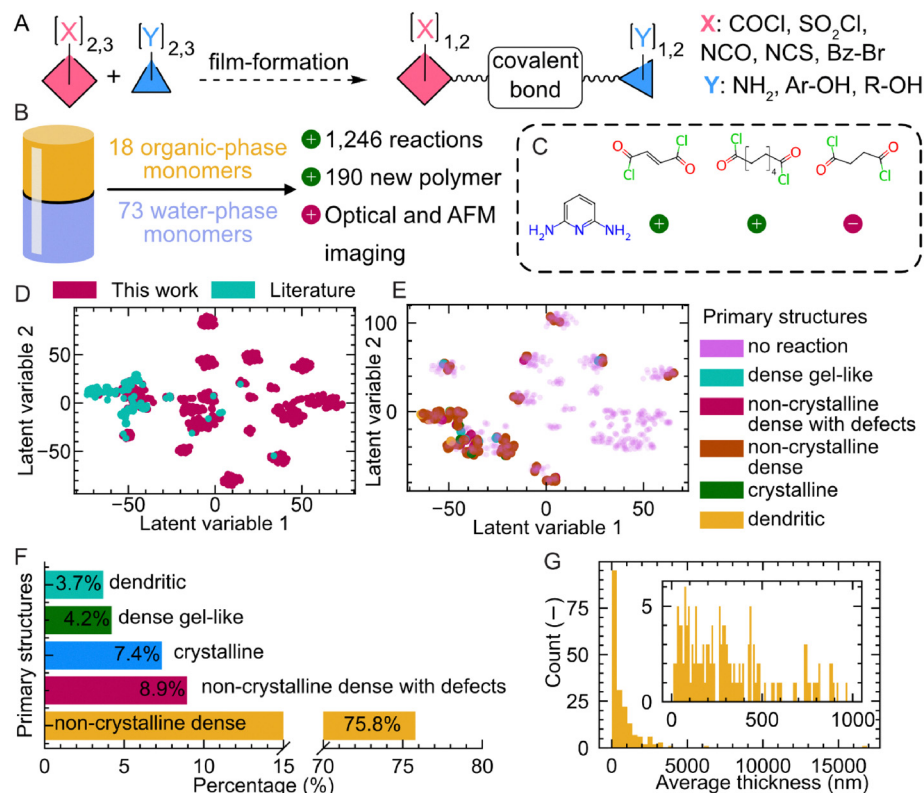 A
[X]2,3
[Y]2,3
+
film-formation
[X]1,2
covalent
bond
[Y]1,2
X: COCl, SO2Cl,
NCO, NCS, Bz-Br
Y: NH2, Ar-OH, R-OH
B
18 organic-phase
monomers
73 water-phase
monomers
+ 1,246 reactions
+ 190 new polymer
+ Optical and AFM
imaging
C
Cl
O
O
Cl
Cl
O
4
O
Cl
Cl
O
O
Cl
H2N
N
NH2
+
+
−
D
This work
Literature
Latent variable 2
50
0
−50
−50
0
50
Latent variable 1
E
Latent variable 2
100
0
−50
0
50
Latent variable 1
Primary structures
no reaction
dense gel-like
non-crystalline
dense with defects
non-crystalline
dense
crystalline
dendritic
F
Primary structures
3.7% dendritic
4.2% dense gel-like
7.4% crystalline
8.9% non-crystalline dense with defects
non-crystalline dense 75.8%
0
5
10
15
70
75
80
Percentage (%)
G
Count (−)
75
50
25
0
5
0
0
500
1000
0
5000
10000
15000
Average thickness (nm)